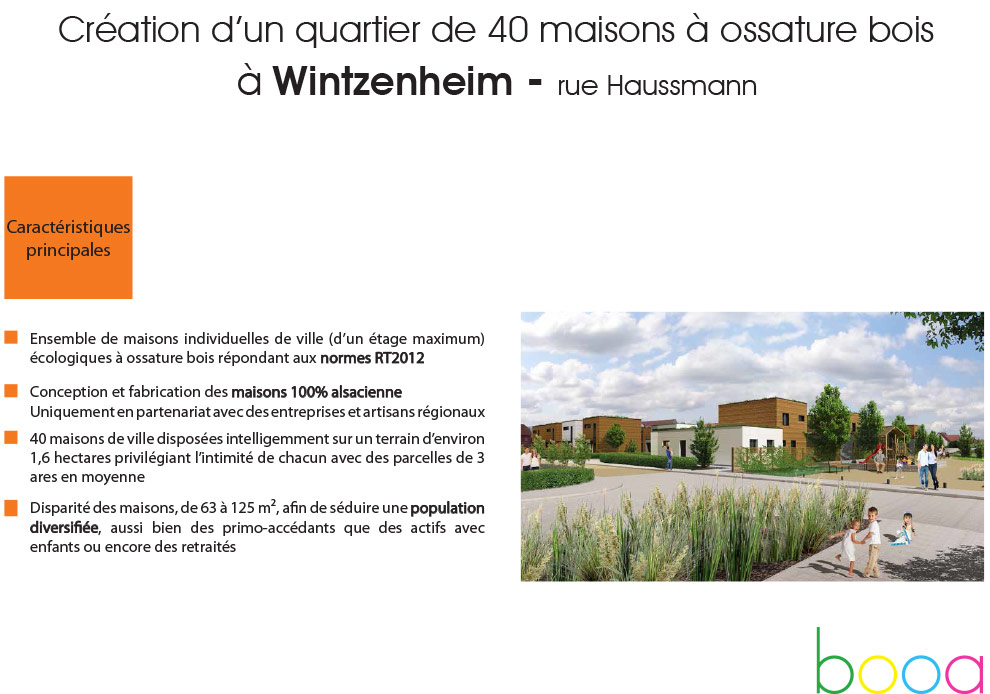 Création d'un quartier de 40 maisons à ossature bois
à Wintzenheim - rue Haussmann
Caractéristiques
principales
Ensemble de maisons individuelles de ville (d'un étage maximum)
écologiques à ossature bois répondant aux normes RT2012
Conception et fabrication des maisons 100% alsacienne
Uniquement en partenariat avec des entreprises et artisans régionaux
40 maisons de ville disposées intelligemment sur un terrain d'environ
1,6 hectares privilégiant l'intimité de chacun avec des parcelles de 3
ares en moyenne
Disparité des maisons, de 63 à 125 m², afin de séduire une population
diversifiée, aussi bien des primo-accédants que des actifs avec
enfants ou encore des retraités
booa